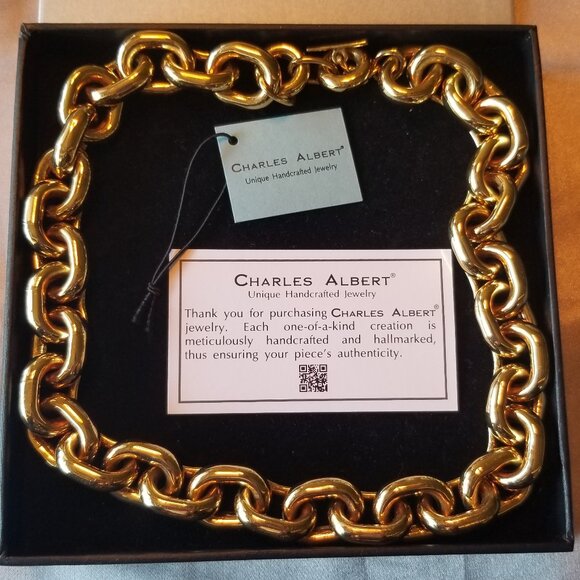 CHARLES ALBERT®
Unique Handcrafted Jewelry
CHARLES ALBERT®
UNIQUE HANDCRAFTED JEWELRY
Thank you for purchasing CHARLES ALBERT®
jewelry. Each one-of-a-kind creation is
meticulously handcrafted and hallmarked,
thus ensuring your piece's authenticity.